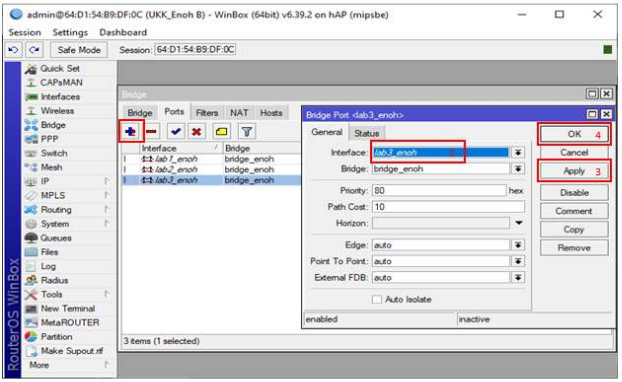 admin@64:D1:54:B9:DF:0C (UKK_Enoh B) - WinBox (64bit) v6.39.2 on hAP (mipsbe)
Session Settings Dashboard
Safe Mode Session: 64:D1:54:B9:DF:0C
Quick Set
CAPsMAN
Interfaces
Wireless
Bridge
PPP
Switch
Mesh
IP
MPLS
Routing
System
Queues
Files
Log
Radius
Tools
New Terminal
MetaROUTER
Partition
Make Supout.rif
More
RouterOS WinBox
Bridge
Bridge Ports Filters NAT Hosts
Interface Bridge
I lab1_enoh bridge_enoh
I lab2_enoh bridge_enoh
I lab3_enoh bridge_enoh
3 items (1 selected)
Bridge Port <lab3_enoh>
General Status
Interface: lab3_enoh
Bridge: bridge_enoh
Priority: 80 hex
Path Cost: 10
Horizon:
Edge: auto
Point To Point: auto
External FDB: auto
Auto Isolate
enabled inactive
OK 4
Cancel
Apply 3
Disable
Comment
Copy
Remove